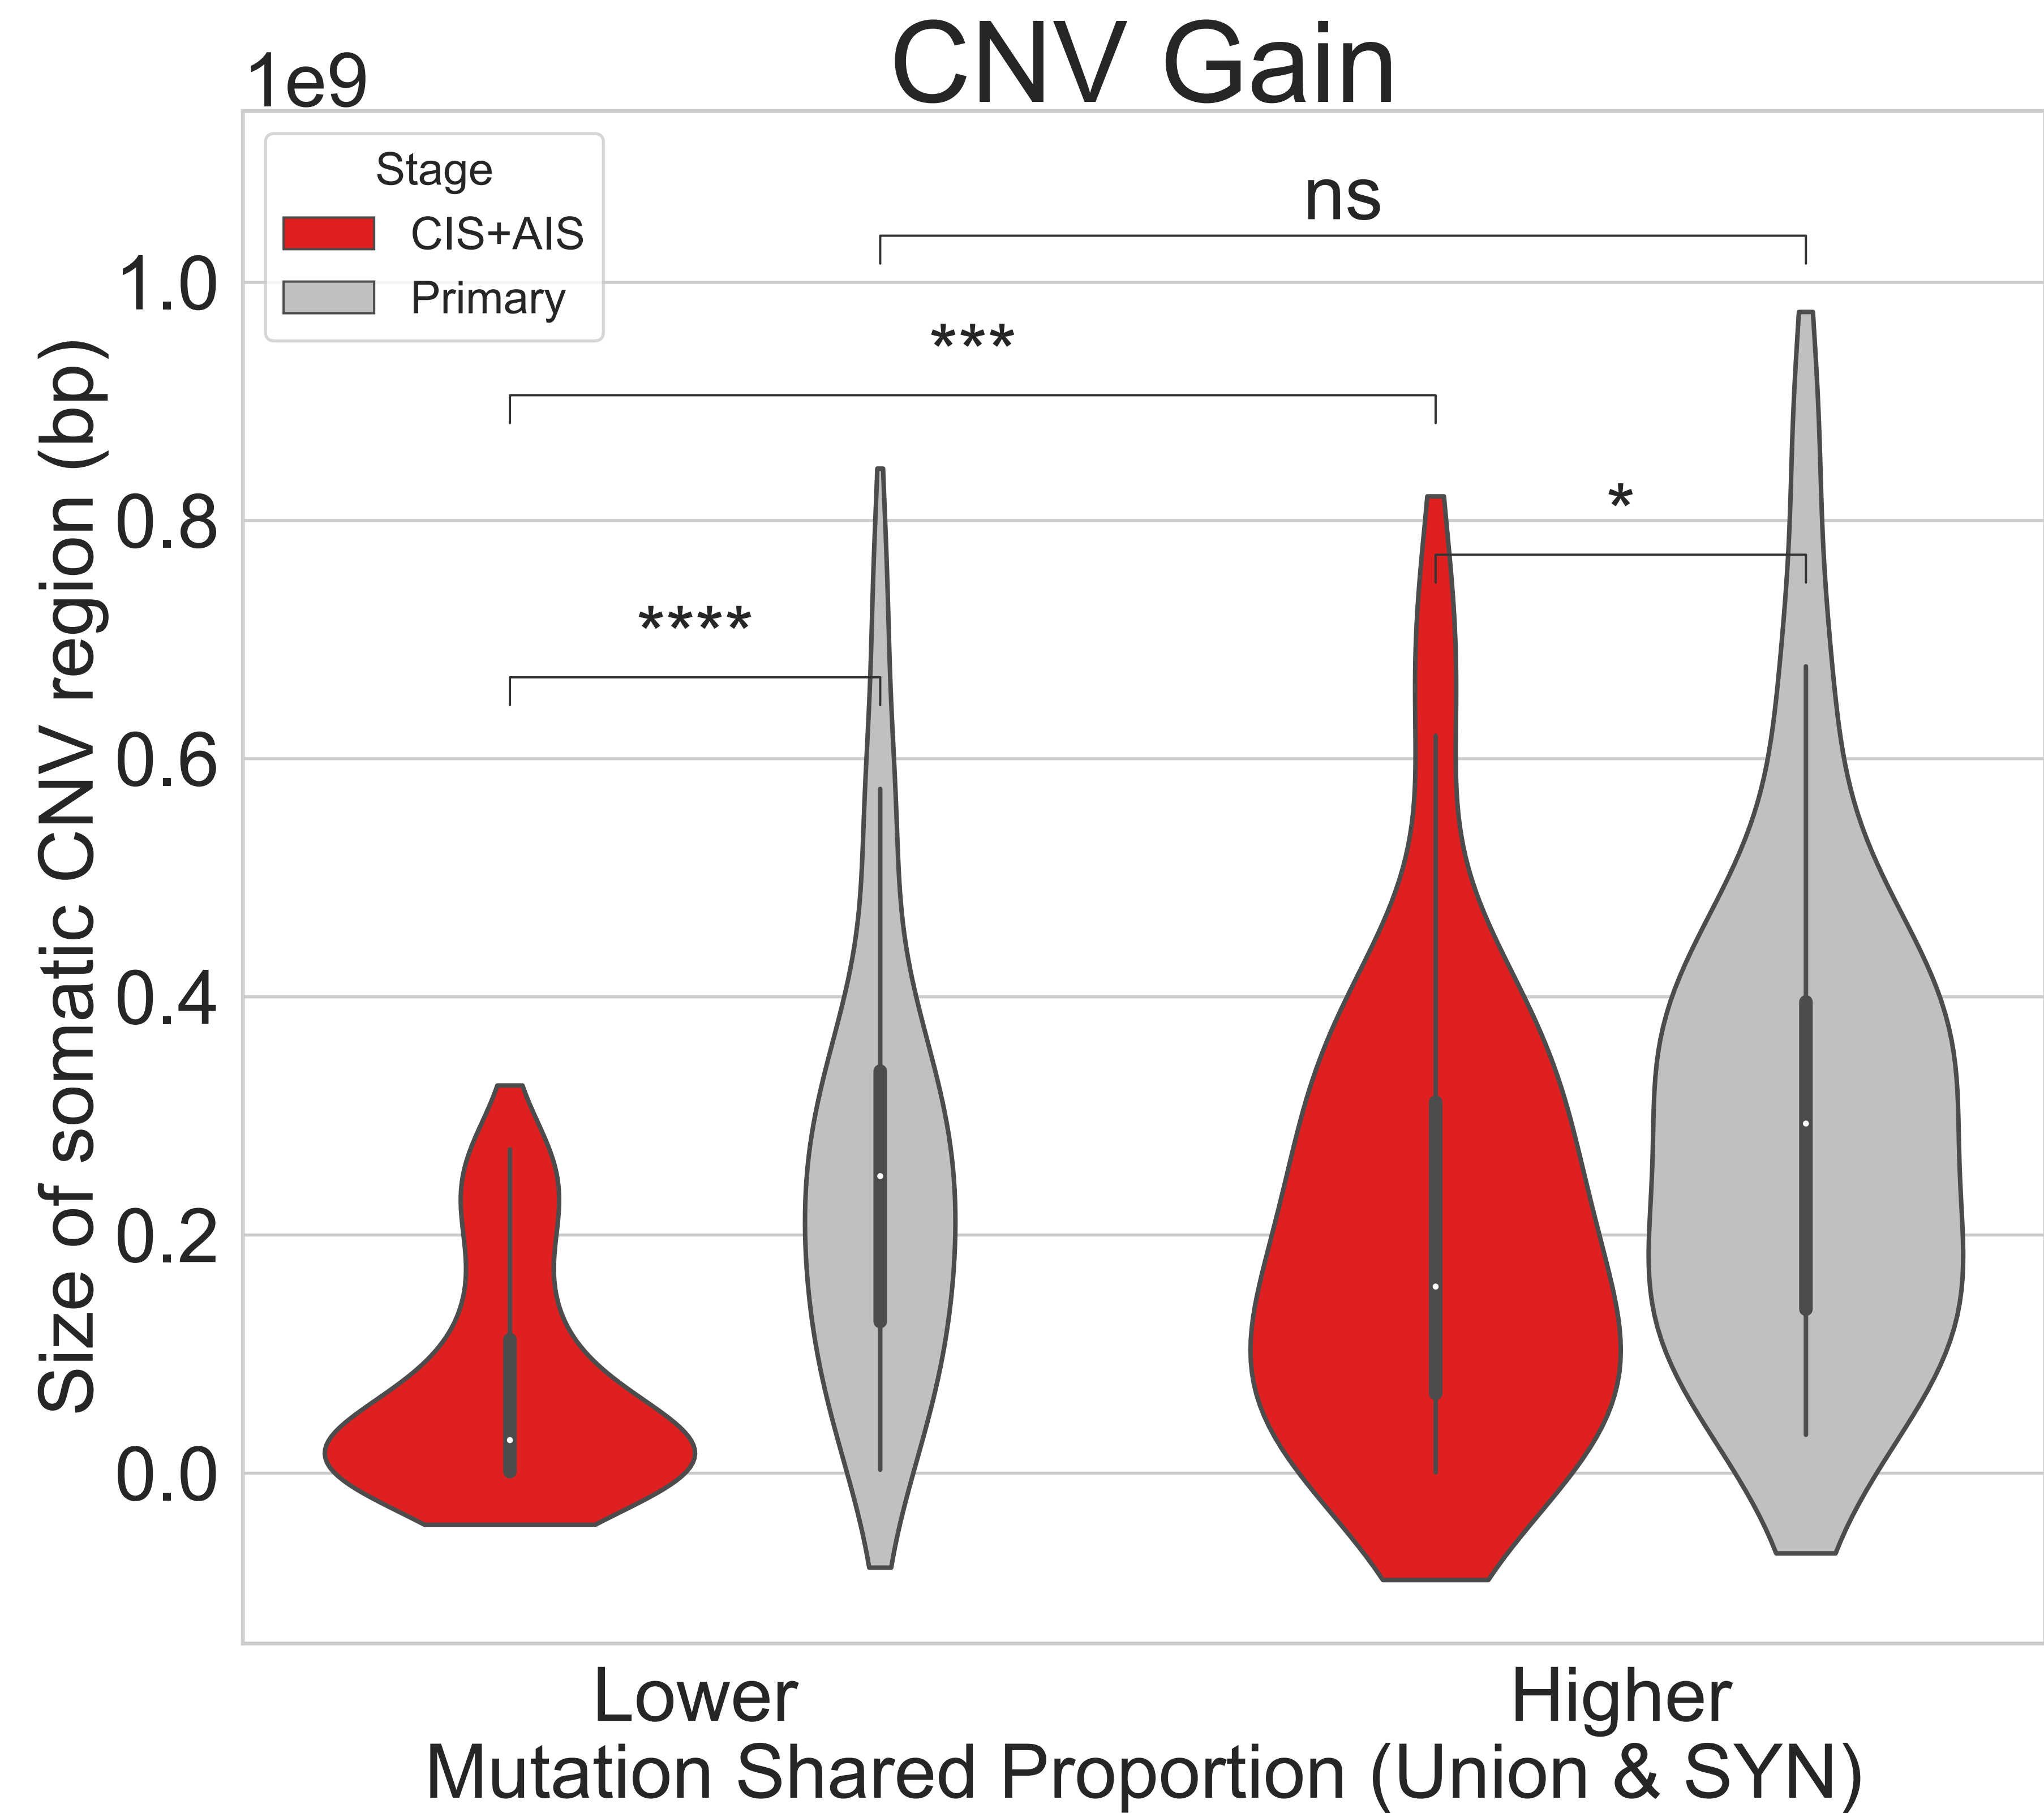 CNV Gain
1e9
Stage
CIS+AIS
Primary
ns
***
*
****
1.0
0.8
0.6
0.4
0.2
0.0
Size of somatic CNV region (bp)
Lower
Higher
Mutation Shared Proportion (Union & SYN)